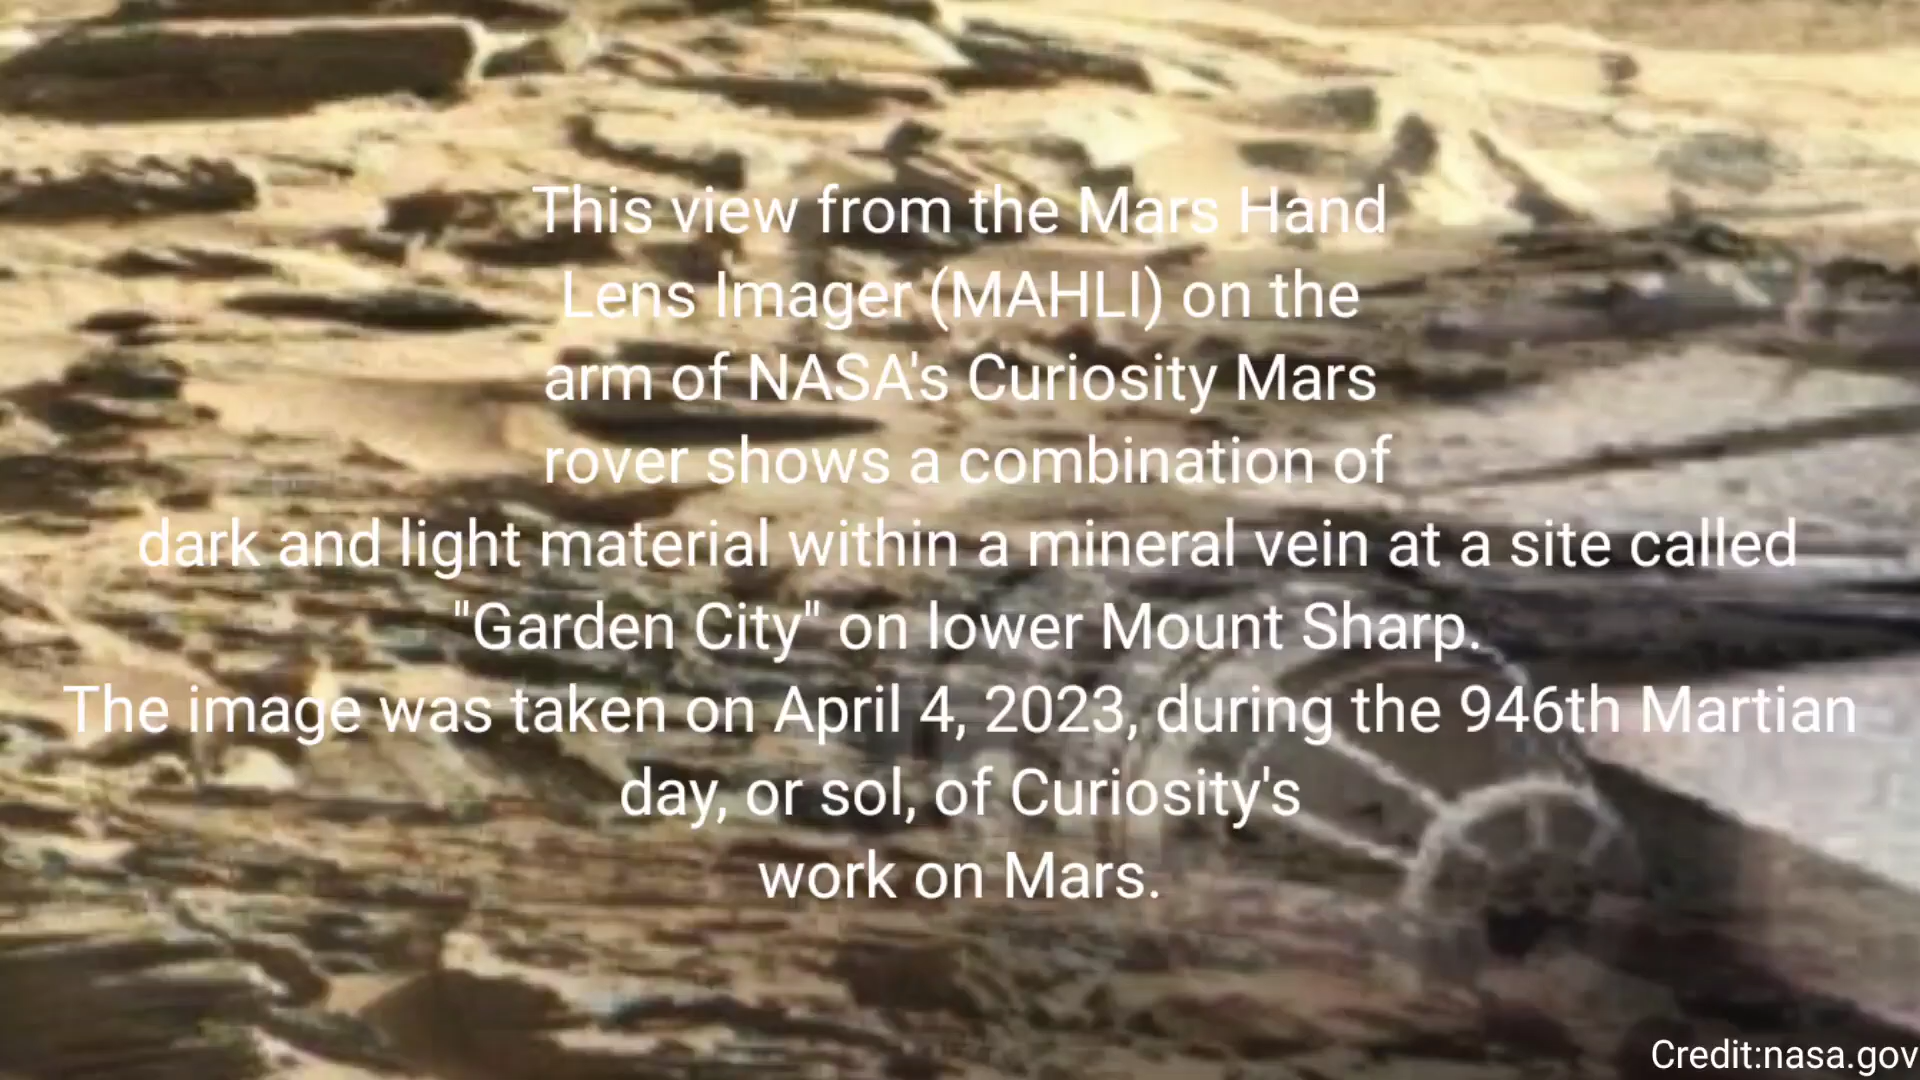 This view from the Mars Hand
Lens Imager (MAHLI) on the
arm of NASA's Curiosity Mars
rover shows a combination of
dark and light material within a mineral vein at a site called
"Garden City" on lower Mount Sharp.
The image was taken on April 4, 2023, during the 946th Martian
day, or sol, of Curiosity's
work on Mars.
Credit:nasa.gov